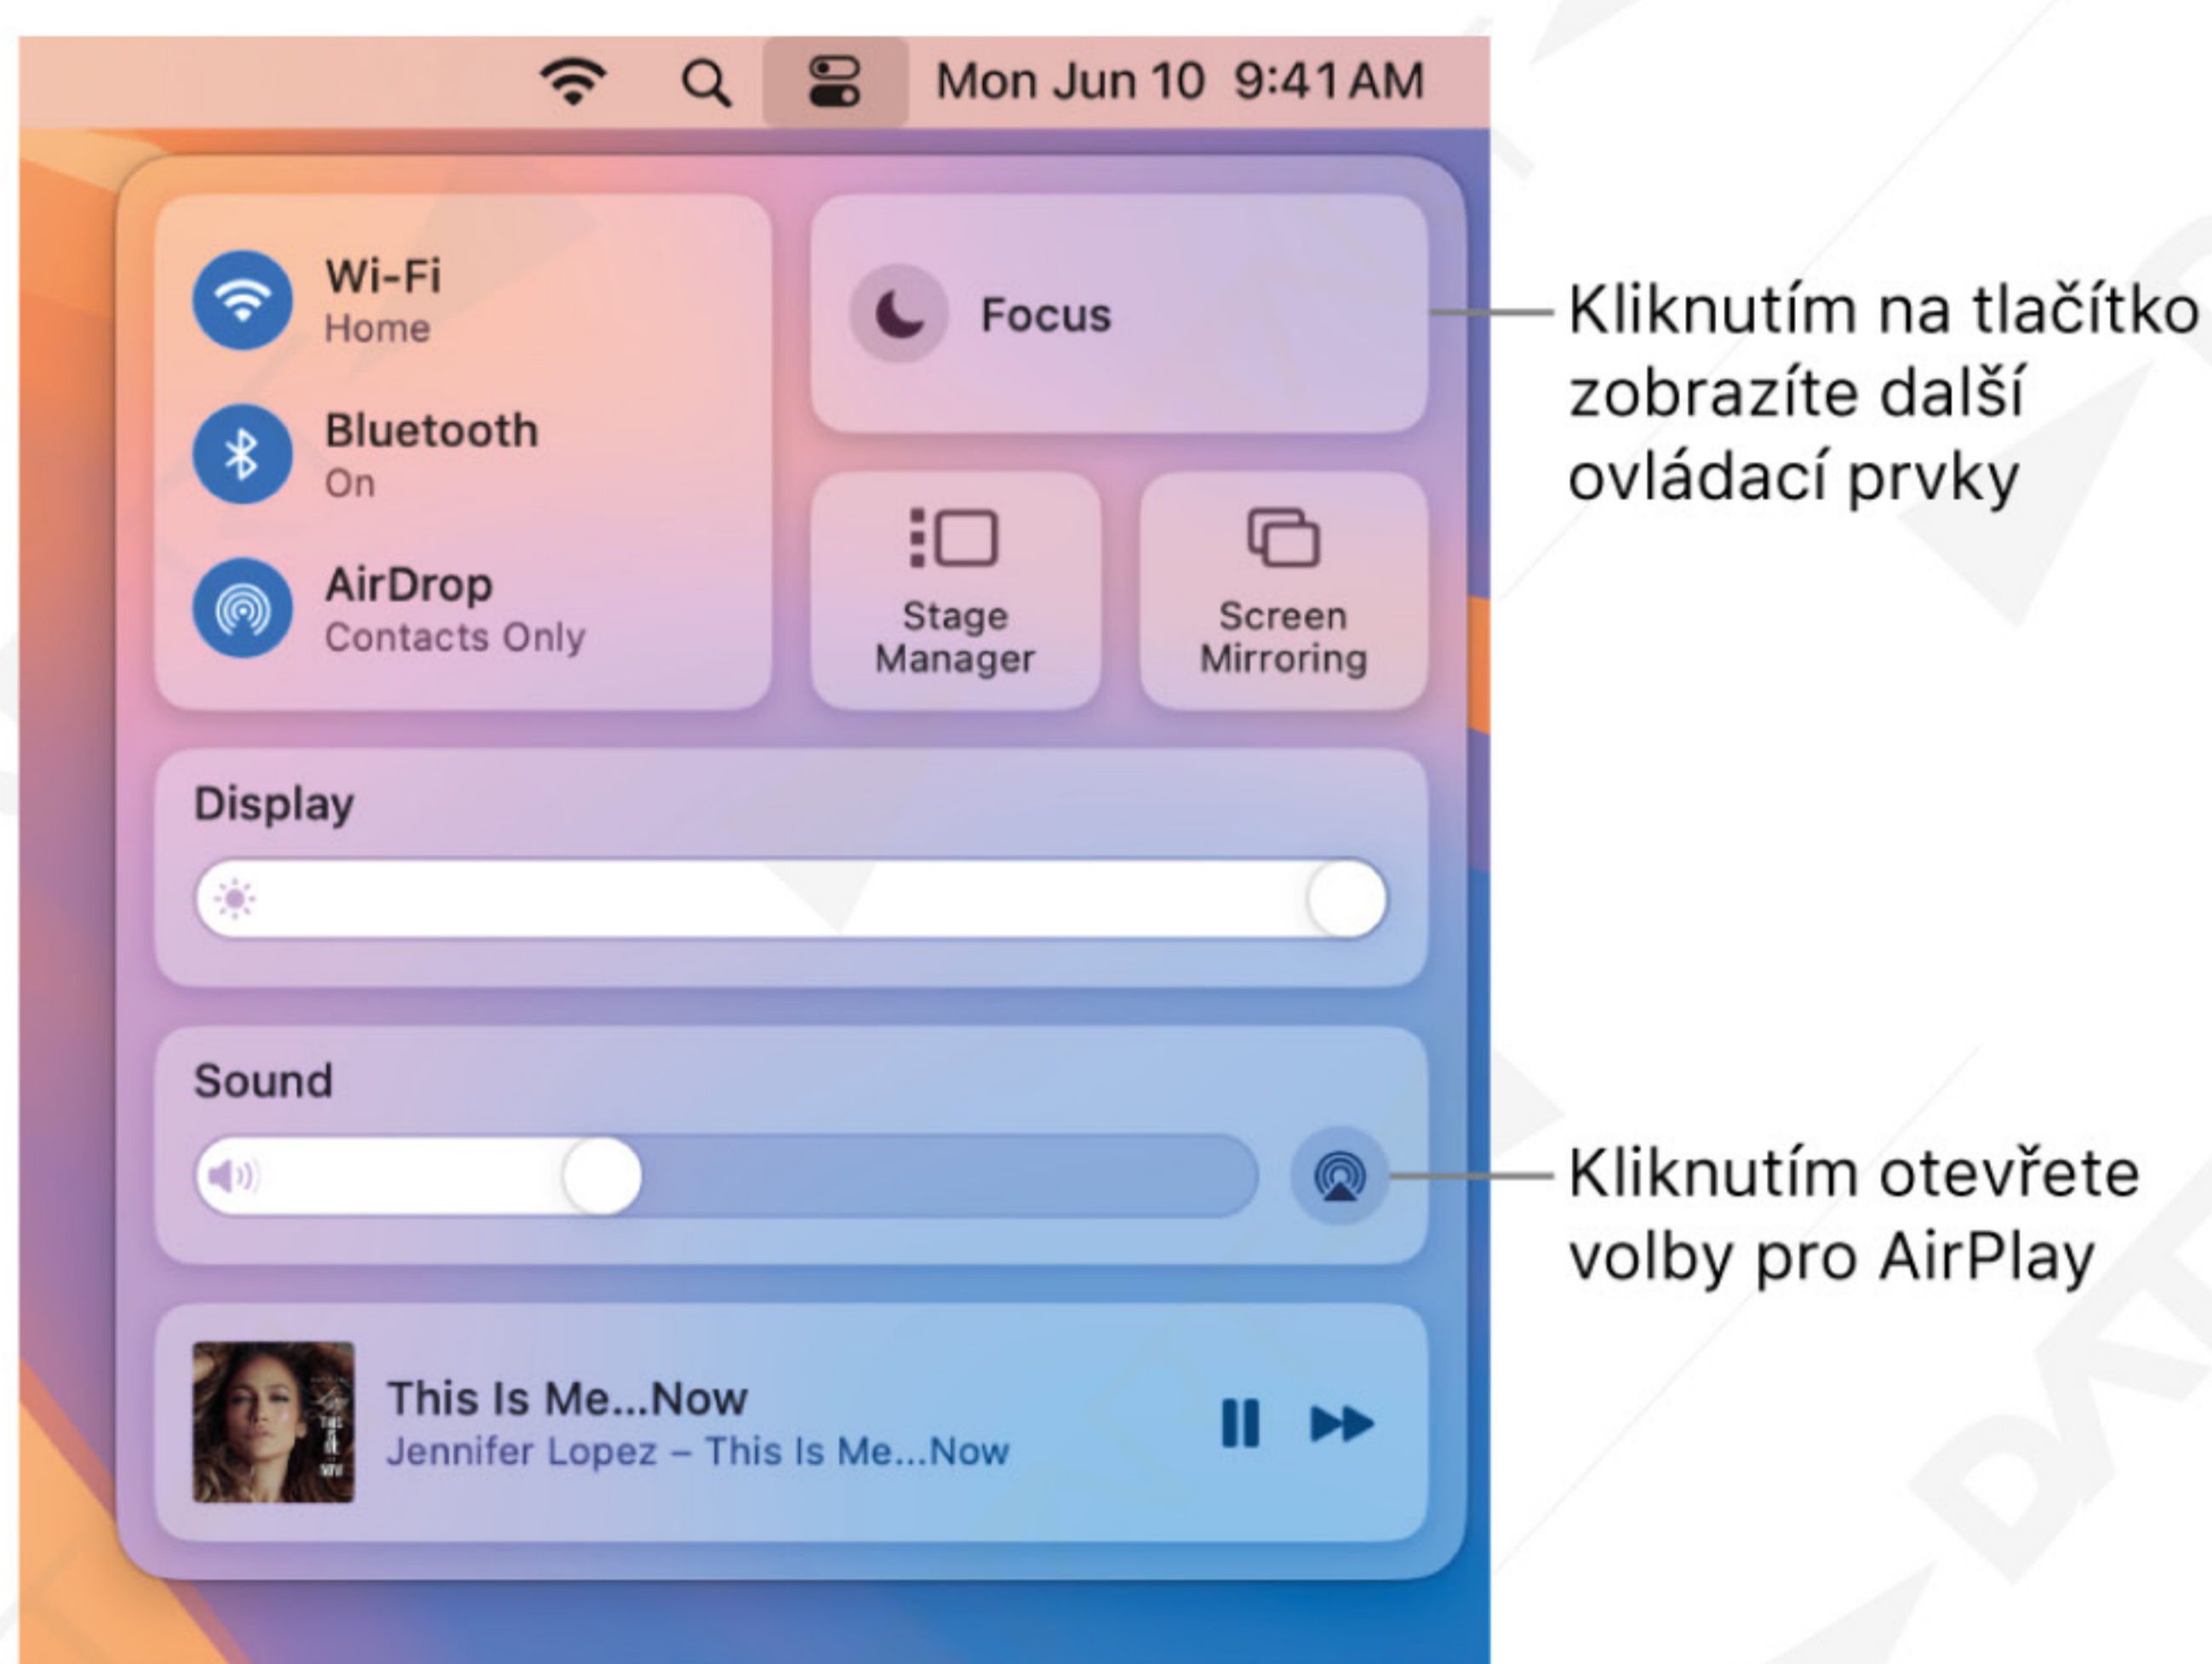 Mon Jun 10 9:41 AM
Wi-Fi
Home
Bluetooth
On
AirDrop
Contacts Only
Focus
Stage
Manager
Screen
Mirroring
Kliknutím na tlačítko
zobrazíte další
ovládací prvky
Display
Sound
Kliknutím otevřete
volby pro AirPlay
This Is Me...Now
Jennifer Lopez – This Is Me...Now